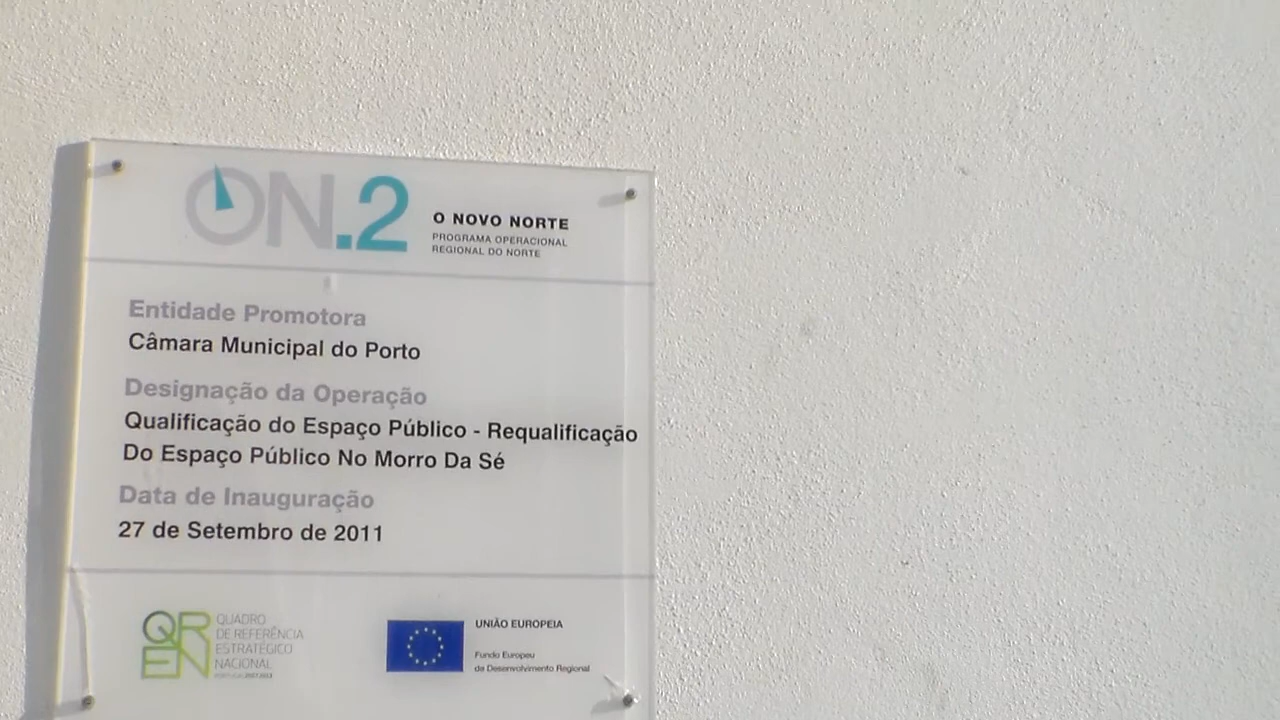 ON.2
O NOVO NORTE
PROGRAMA OPERACIONAL
REGIONAL DO NORTE
Entidade Promotora
Câmara Municipal do Porto
Designação da Operação
Qualificação do Espaço Público - Requalificação
Do Espaço Público No Morro Da Sé
Data de Inauguração
27 de Setembro de 2011
QREN
QUADRO
DE REFERÊNCIA
ESTRATÉGICO
NACIONAL
UNIÃO EUROPEIA
Fundo Europeu
de Desenvolvimento Regional